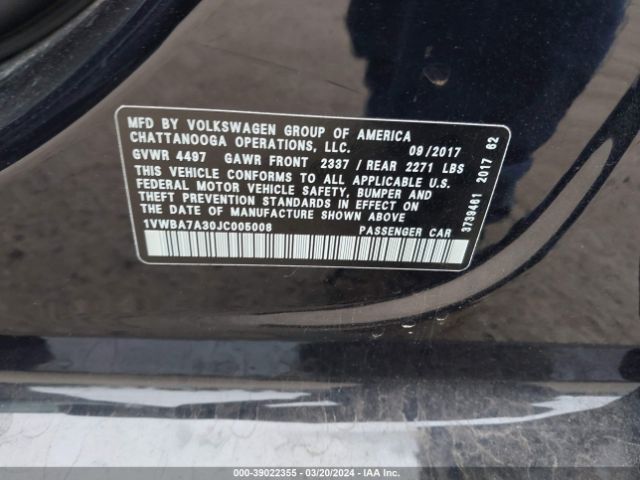 MFD BY VOLKSWAGEN GROUP OF AMERICA
CHATTANOOGA OPERATIONS, LLC. 09/2017
GVWR 4497 GAWR FRONT 2337 / REAR 2271 LBS
THIS VEHICLE CONFORMS TO ALL APPLICABLE U.S.
FEDERAL MOTOR VEHICLE SAFETY, BUMPER AND
THEFT PREVENTION STANDARDS IN EFFECT ON
THE DATE OF MANUFACTURE SHOWN ABOVE
1VWBA7A30JC005008 PASSENGER CAR
3739461 2017 62
000-39022355 — 03/20/2024 — IAA Inc.